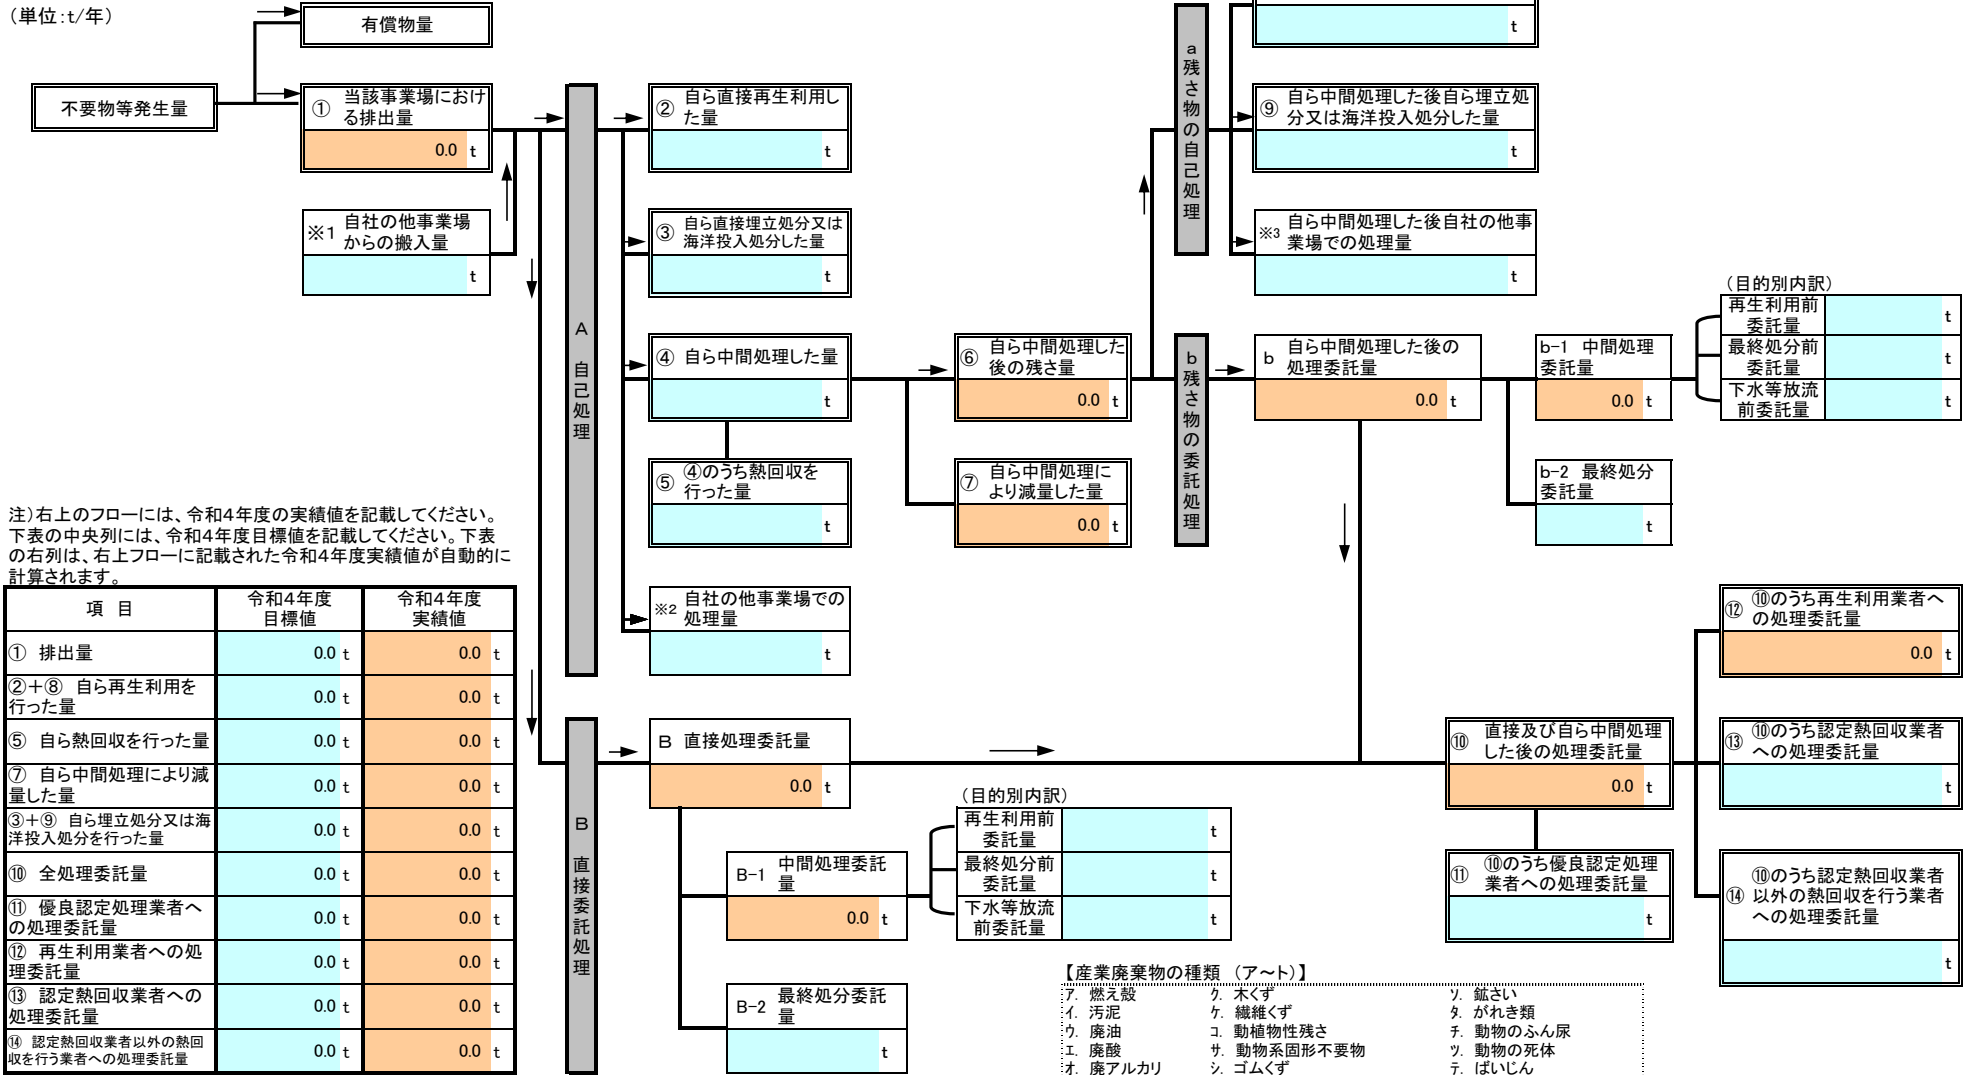 (単位:t/年)
有償物量
不要物等発生量
① 当該事業場におけ
る排出量
0.0 t
※1 自社の他事業場
からの搬入量
t
A 自己処理
② 自ら直接再生利用し
た量
t
③ 自ら直接埋立処分又は
海洋投入処分した量
t
④ 自ら中間処理した量
t
⑤ ④のうち熱回収を
行った量
t
※2 自社の他事業場での
処理量
t
⑥ 自ら中間処理した
後の残さ量
0.0 t
⑦ 自ら中間処理に
より減量した量
0.0 t
a 残さ物の自己処理
t
⑨ 自ら中間処理した後自ら埋立処
分又は海洋投入処分した量
t
※3 自ら中間処理した後自社の他事
業場での処理量
t
b 残さ物の委託処理
b 自ら中間処理した後の
処理委託量
0.0 t
b-1 中間処理
委託量
0.0 t
b-2 最終処分
委託量
t
(目的別内訳)
再生利用前
委託量
t
最終処分前
委託量
t
下水等放流
前委託量
t
注)右上のフローには、令和4年度の実績値を記載してください。
下表の中央列には、令和4年度目標値を記載してください。下表
の右列は、右上フローに記載された令和4年度実績値が自動的に
計算されます。
項 目
令和4年度
目標値
令和4年度
実績値
① 排出量
0.0 t 0.0 t
②+⑧ 自ら再生利用を
行った量
0.0 t 0.0 t
⑤ 自ら熱回収を行った量
0.0 t 0.0 t
⑦ 自ら中間処理により減
量した量
0.0 t 0.0 t
③+⑨ 自ら埋立処分又は海
洋投入処分を行った量
0.0 t 0.0 t
⑩ 全処理委託量
0.0 t 0.0 t
⑪ 優良認定処理業者へ
の処理委託量
0.0 t 0.0 t
⑫ 再生利用業者への処
理委託量
0.0 t 0.0 t
⑬ 認定熱回収業者への
処理委託量
0.0 t 0.0 t
⑭ 認定熱回収業者以外の熱回
収を行う業者への処理委託量
0.0 t 0.0 t
B 直接委託処理
B 直接処理委託量
0.0 t
B-1 中間処理委託
量
0.0 t
B-2 最終処分委託
量
t
(目的別内訳)
再生利用前
委託量
t
最終処分前
委託量
t
下水等放流
前委託量
t
⑩ 直接及び自ら中間処理
した後の処理委託量
0.0 t
⑪ ⑩のうち優良認定処理
業者への処理委託量
t
⑫ ⑩のうち再生利用業者へ
の処理委託量
0.0 t
⑬ ⑩のうち認定熱回収業者
への処理委託量
t
⑭ ⑩のうち認定熱回収業者
以外の熱回収を行う業者
への処理委託量
t
【産業廃棄物の種類 (ア~ト)】
ア. 燃え殻 ク. 木くず ソ. 鉱さい
イ. 汚泥 ケ. 繊維くず タ. がれき類
ウ. 廃油 コ. 動植物性残さ チ. 動物のふん尿
エ. 廃酸 サ. 動物系固形不要物 ツ. 動物の死体
オ. 廃アルカリ シ. ゴムくず テ. ばいじん